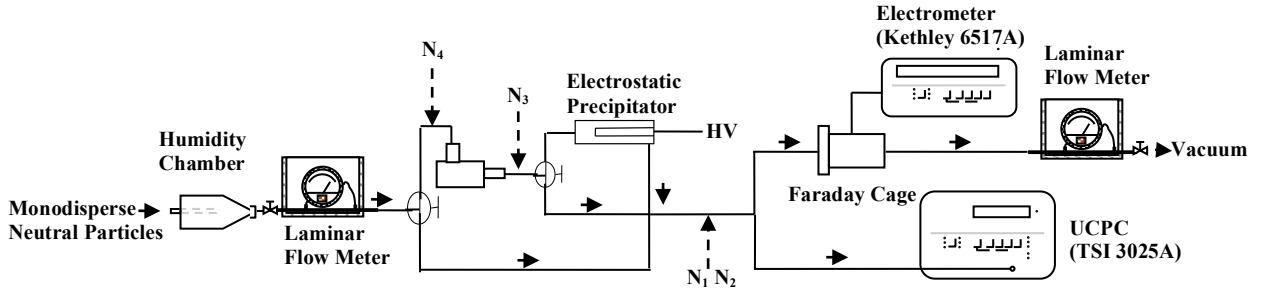 Electrometer
(Kethley 6517A)
Laminar
Flow Meter
N₄
Electrostatic
Precipitator
N₃
HV
Humidity
Chamber
Vacuum
Faraday Cage
Monodisperse
Neutral Particles
Laminar
Flow Meter
UCPC
(TSI 3025A)
N₁ N₂